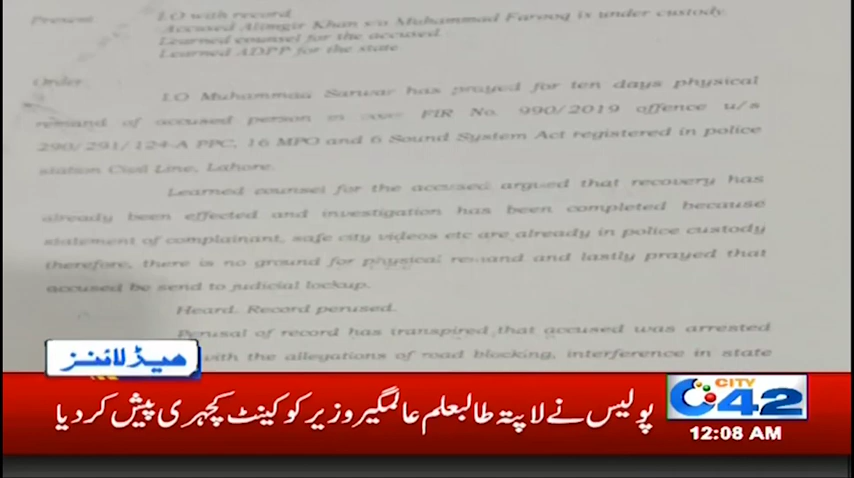 Present
I.O with record.
Accused Alimgir Khan s/o Muhammad Farooq is under custody.
Learned counsel for the accused.
Learned ADPP for the state.
Order
I.O Muhammad Sarwar has prayed for ten days physical
remand of accused person in case FIR No. 990/2019 offence u/s
290/291/124-A PPC, 16 MPO and 6 Sound System Act registered in police
station Civil Line, Lahore.
Learned counsel for the accused argued that recovery has
already been effected and investigation has been completed because
statement of complainant, safe city videos etc are already in police custody
therefore, there is no ground for physical remand and lastly prayed that
accused be send to judicial lockup.
Heard. Record perused.
Perusal of record has transpired that accused was arrested
with the allegations of road blocking, interference in state
ہیڈلائنز
پولیس نے لاپتہ طالبعلم عالمگیر وزیر کو کینٹ کچہری پیش کر دیا
CITY
42
12:08 AM